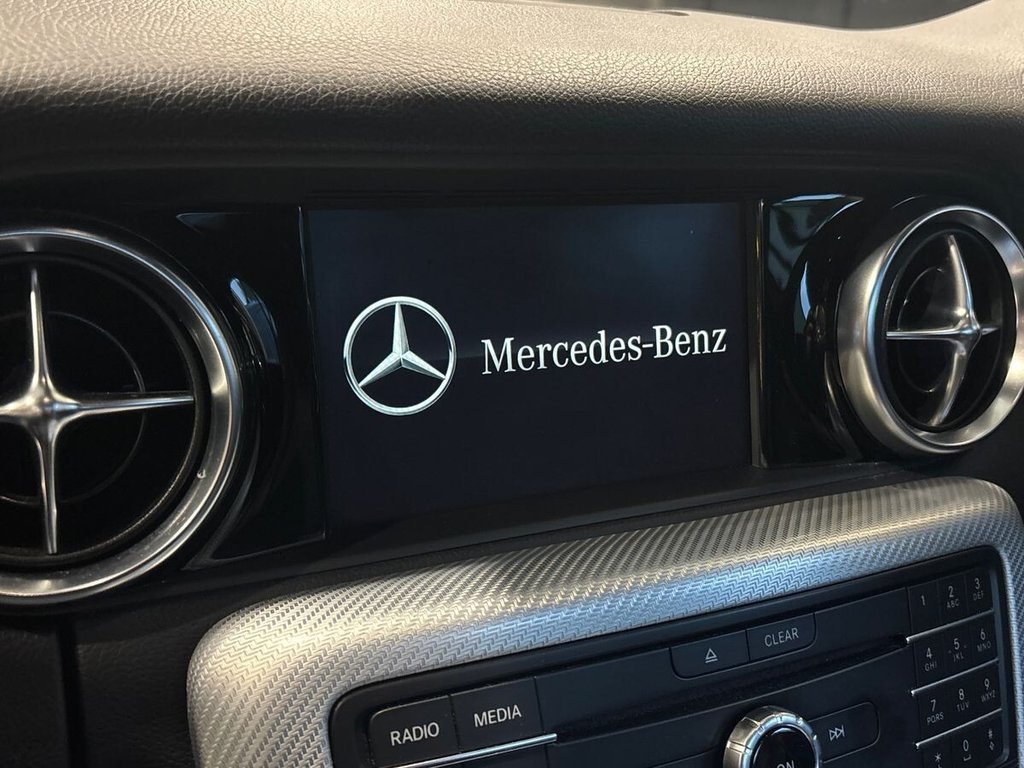 Mercedes-Benz
CLEAR
RADIO MEDIA
ON
1 2 ABC 3 DEF
4 GHI 5 JKL 6 MNO
7 PQRS 8 TUV 9 WXYZ
* 0 #